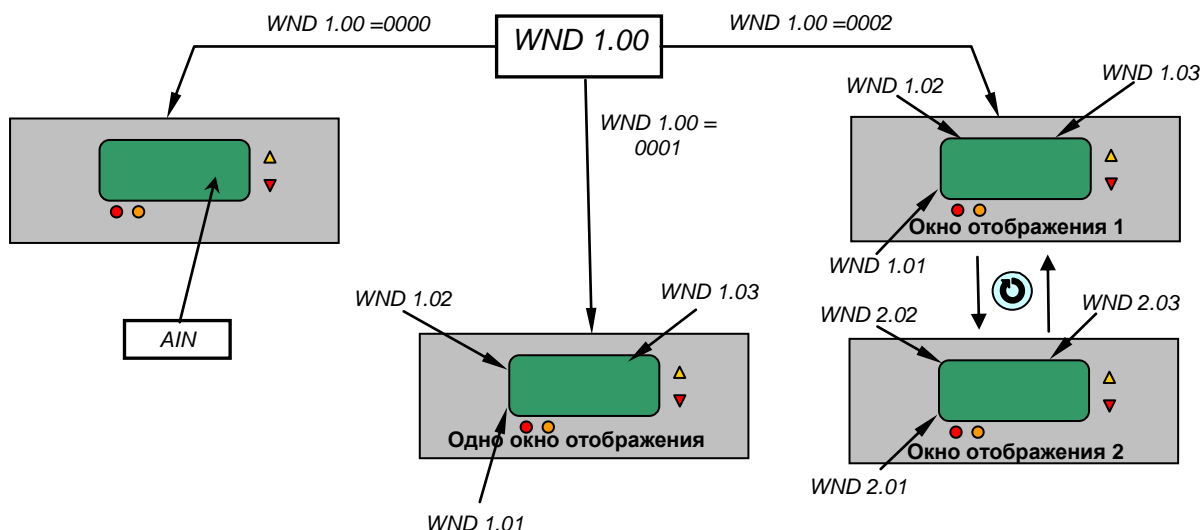 WND 1.00 =0000
WND 1.00
WND 1.00 =0002
WND 1.02
WND 1.03
WND 1.00 =
0001
Окно отображения 1
WND 1.01
AIN
WND 1.02
WND 1.03
WND 2.02
WND 2.03
Одно окно отображения
Окно отображения 2
WND 2.01
WND 1.01